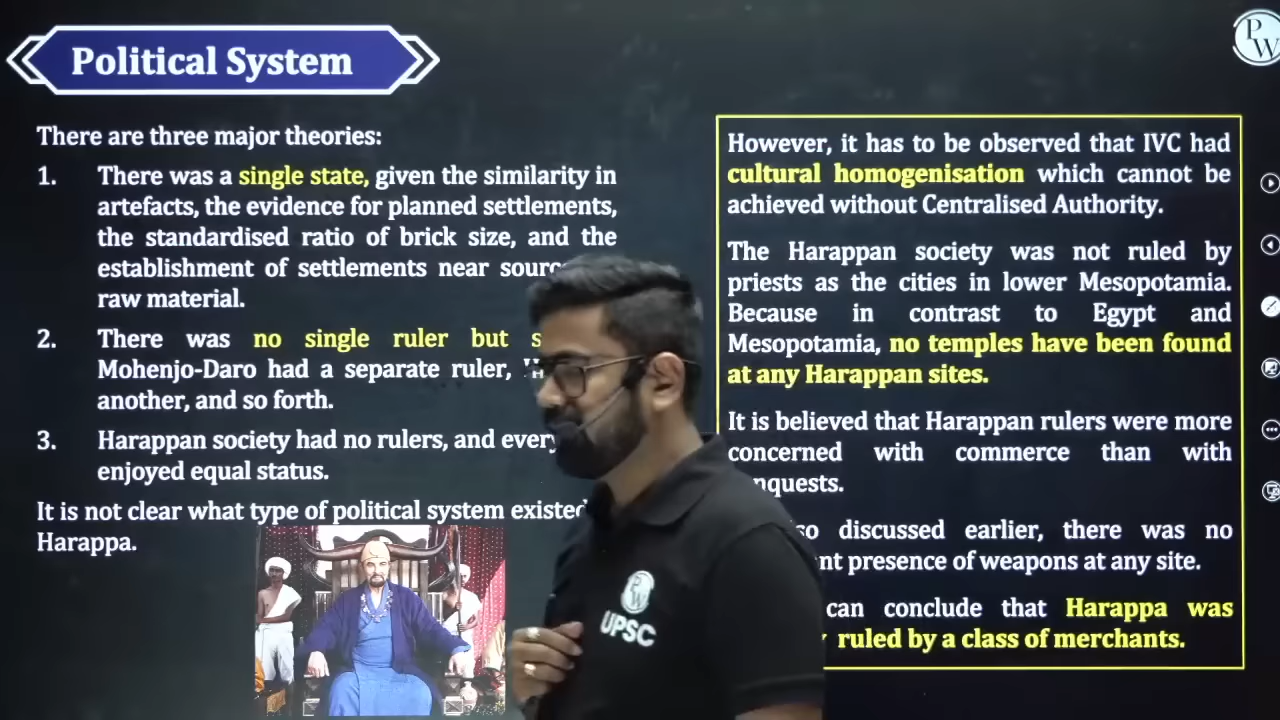 Political System
PW
There are three major theories:
1. There was a single state, given the similarity in
artefacts, the evidence for planned settlements,
the standardised ratio of brick size, and the
establishment of settlements near
raw material.
2. There was no single ruler but
Mohenjo-Daro had a separate ruler,
another, and so forth.
3. Harappan society had no rulers, and
enjoyed equal status.
It is not clear what type of political system existed
Harappa.
However, it has to be observed that IVC had
cultural homogenisation which cannot be
achieved without Centralised Authority.
The Harappan society was not ruled by
priests as the cities in lower Mesopotamia.
Because in contrast to Egypt and
Mesopotamia, no temples have been found
at any Harappan sites.
It is believed that Harappan rulers were more
concerned with commerce than with
discussed earlier, there was no
presence of weapons at any site.
can conclude that Harappa was
ruled by a class of merchants.
PW
UPSC